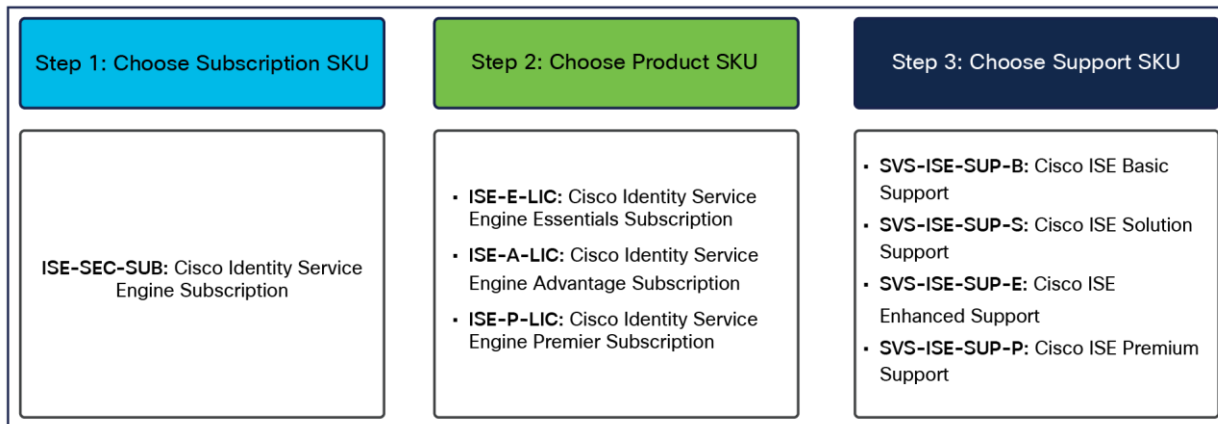 Step 1: Choose Subscription SKU
ISE-SEC-SUB: Cisco Identity Service
Engine Subscription
Step 2: Choose Product SKU
▪ ISE-E-LIC: Cisco Identity Service
Engine Essentials Subscription
▪ ISE-A-LIC: Cisco Identity Service
Engine Advantage Subscription
▪ ISE-P-LIC: Cisco Identity Service
Engine Premier Subscription
Step 3: Choose Support SKU
▪ SVS-ISE-SUP-B: Cisco ISE Basic
Support
▪ SVS-ISE-SUP-S: Cisco ISE Solution
Support
▪ SVS-ISE-SUP-E: Cisco ISE
Enhanced Support
▪ SVS-ISE-SUP-P: Cisco ISE Premium
Support